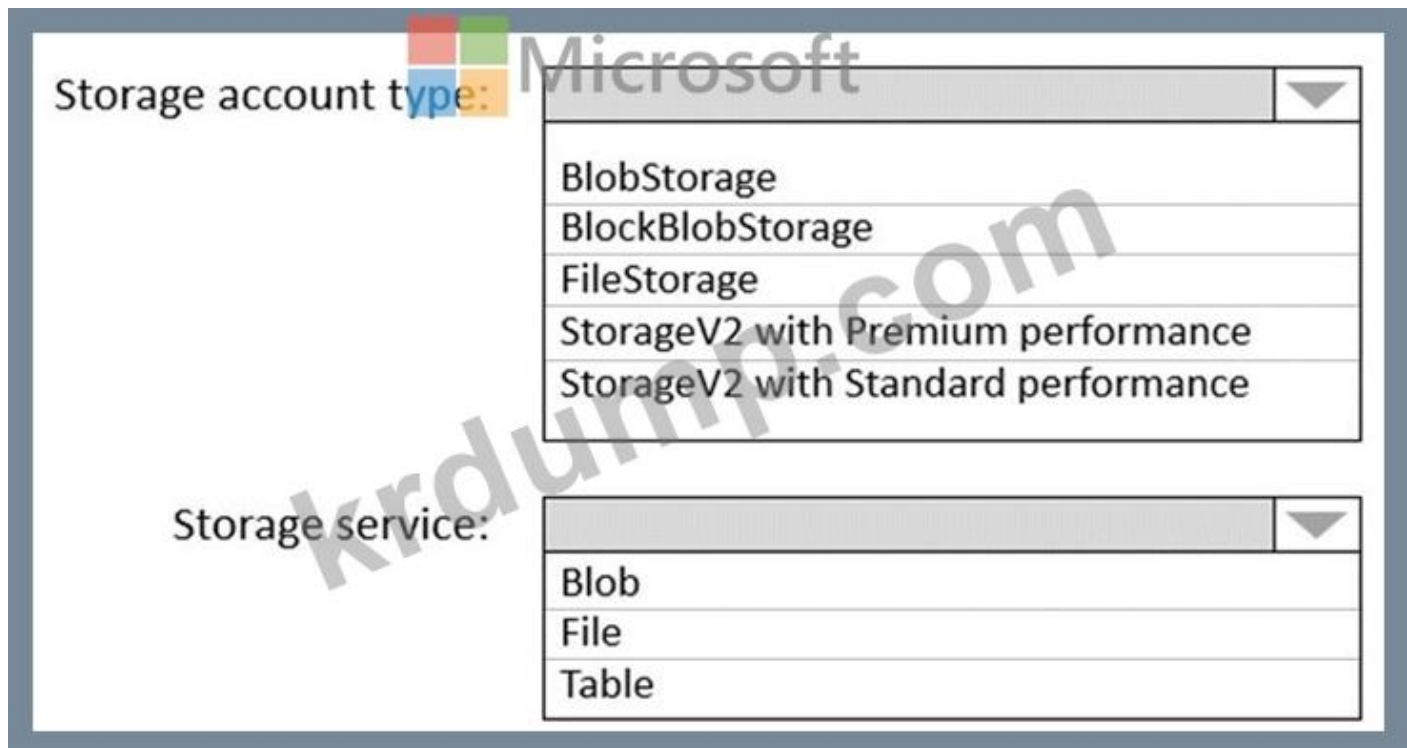 Microsoft
Storage account type:
BlobStorage
BlockBlobStorage
FileStorage
StorageV2 with Premium performance
StorageV2 with Standard performance
krdump.com
Storage service:
Blob
File
Table